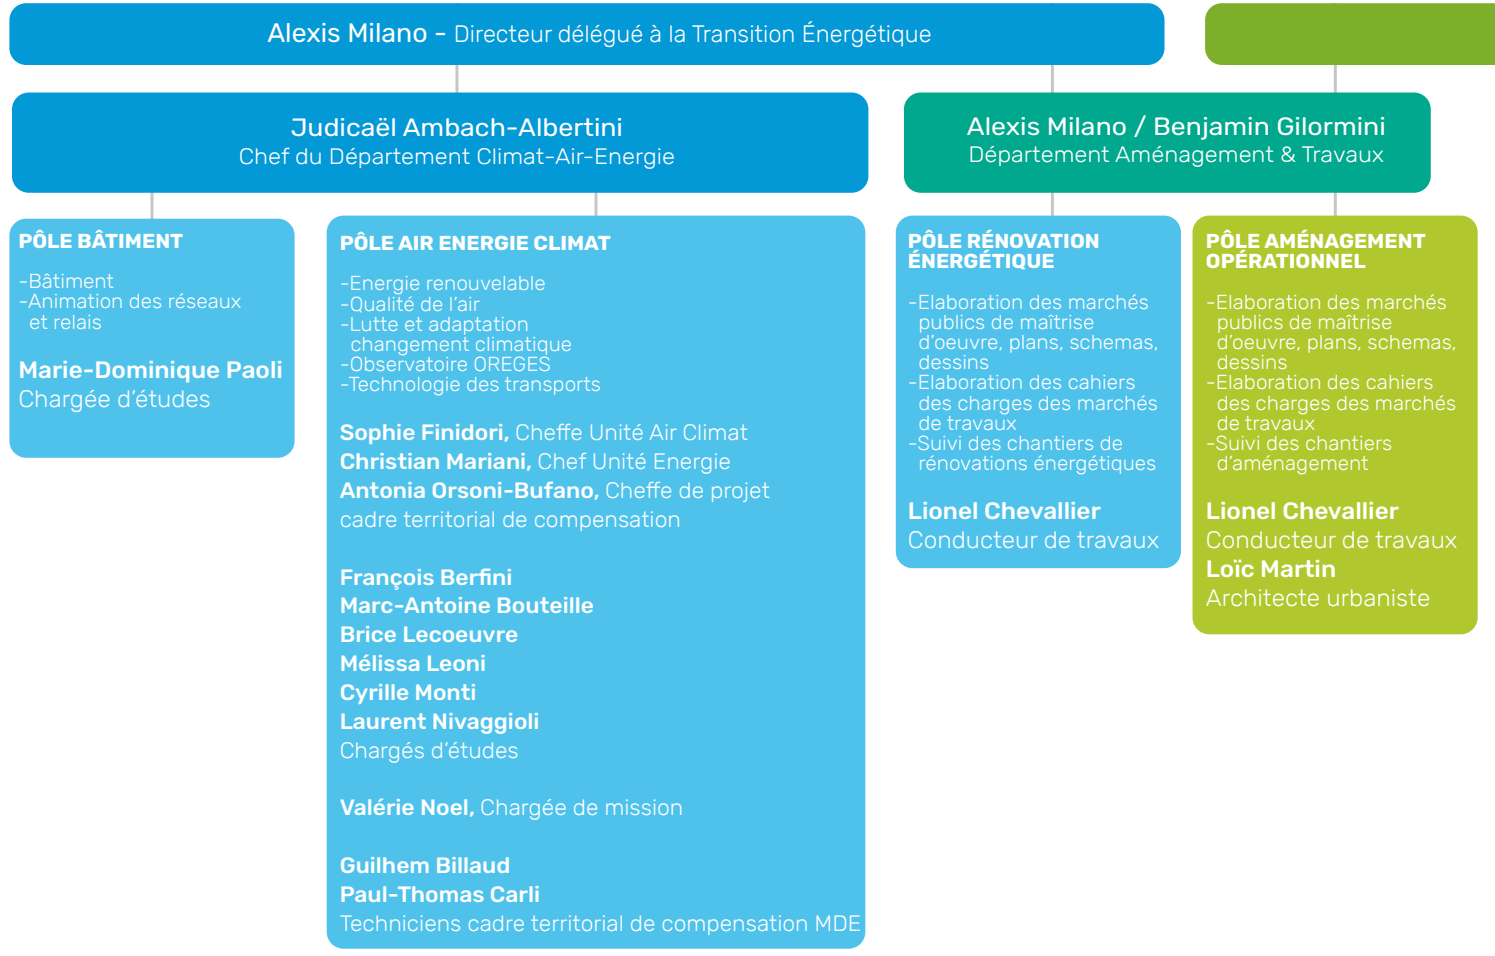 Alexis Milano - Directeur délégué à la Transition Énergétique
Judicaël Ambach-Albertini
Chef du Département Climat-Air-Energie
Alexis Milano / Benjamin Gilormini
Département Aménagement & Travaux
PÔLE BÂTIMENT
-Bâtiment
-Animation des réseaux
et relais
Marie-Dominique Paoli
Chargée d'études
PÔLE AIR ENERGIE CLIMAT
-Energie renouvelable
-Qualité de l'air
-Lutte et adaptation
changement climatique
-Observatoire OREGES
-Technologie des transports
Sophie Finidori, Cheffe Unité Air Climat
Christian Mariani, Chef Unité Energie
Antonia Orsoni-Bufano, Cheffe de projet
cadre territorial de compensation
François Berfini
Marc-Antoine Bouteille
Brice Lecoeuvre
Mélissa Leoni
Cyrille Monti
Laurent Nivaggioli
Chargés d'études
Valérie Noel, Chargée de mission
Guilhem Billaud
Paul-Thomas Carli
Techniciens cadre territorial de compensation MDE
PÔLE RÉNOVATION
ÉNERGÉTIQUE
-Elaboration des marchés
publics de maîtrise
d'oeuvre, plans, schemas,
dessins
-Elaboration des cahiers
des charges des marchés
de travaux
-Suivi des chantiers de
rénovations énergétiques
Lionel Chevallier
Conducteur de travaux
PÔLE AMÉNAGEMENT
OPÉRATIONNEL
-Elaboration des marchés
publics de maîtrise
d'oeuvre, plans, schemas,
dessins
-Elaboration des cahiers
des charges des marchés
de travaux
-Suivi des chantiers
d'aménagement
Lionel Chevallier
Conducteur de travaux
Loïc Martin
Architecte urbaniste